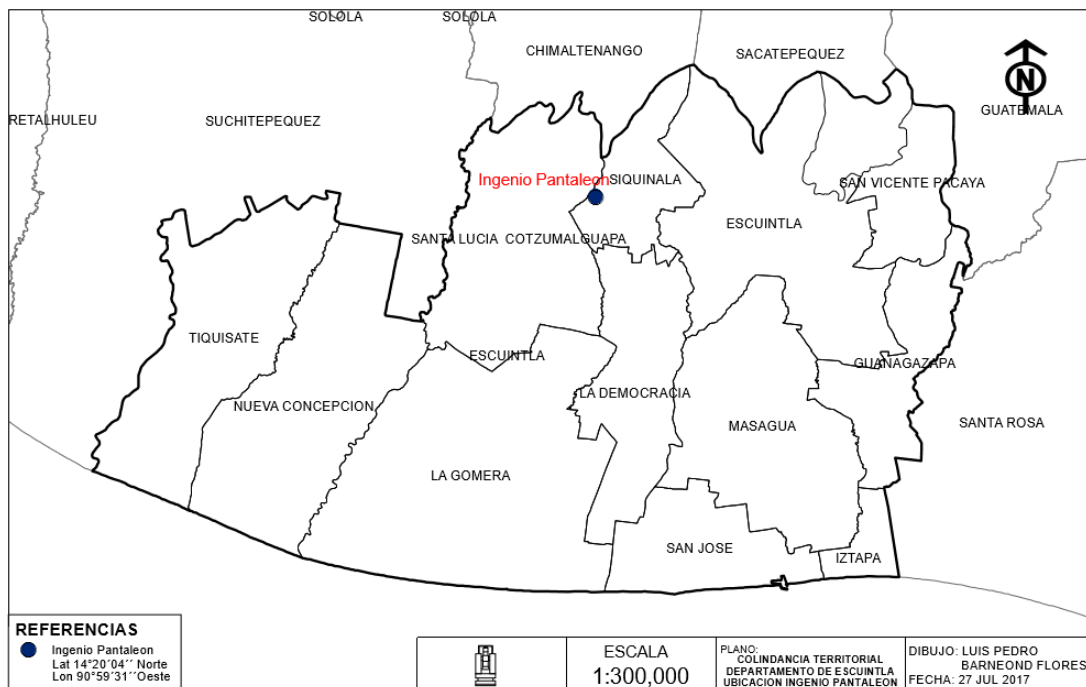 SOLOLA
SOLOLA
CHIMALTENANGO
SACATEPEQUEZ
N
GUATEMALA
RETALHULEU
SUCHITEPEQUEZ
Ingenio Pantaleon
SIQUINALA
SAN VICENTE PACAYA
ESCUINTLA
SANTA LUCIA COTZUMALGUAPA
TIQUISATE
ESCUINTLA
GUANAGAZAPA
LA DEMOCRACIA
NUEVA CONCEPCION
MASAGUA
SANTA ROSA
LA GOMERA
SAN JOSE
IZTAPA
REFERENCIAS
Ingenio Pantaleon
Lat 14°20´04´´ Norte
Lon 90°59´31´´Oeste
ESCALA
1:300,000
PLANO:
COLINDANCIA TERRITORIAL
DEPARTAMENTO DE ESCUINTLA
UBICACION INGENIO PANTALEON
DIBUJO: LUIS PEDRO
BARNEOND FLORES
FECHA: 27 JUL 2017